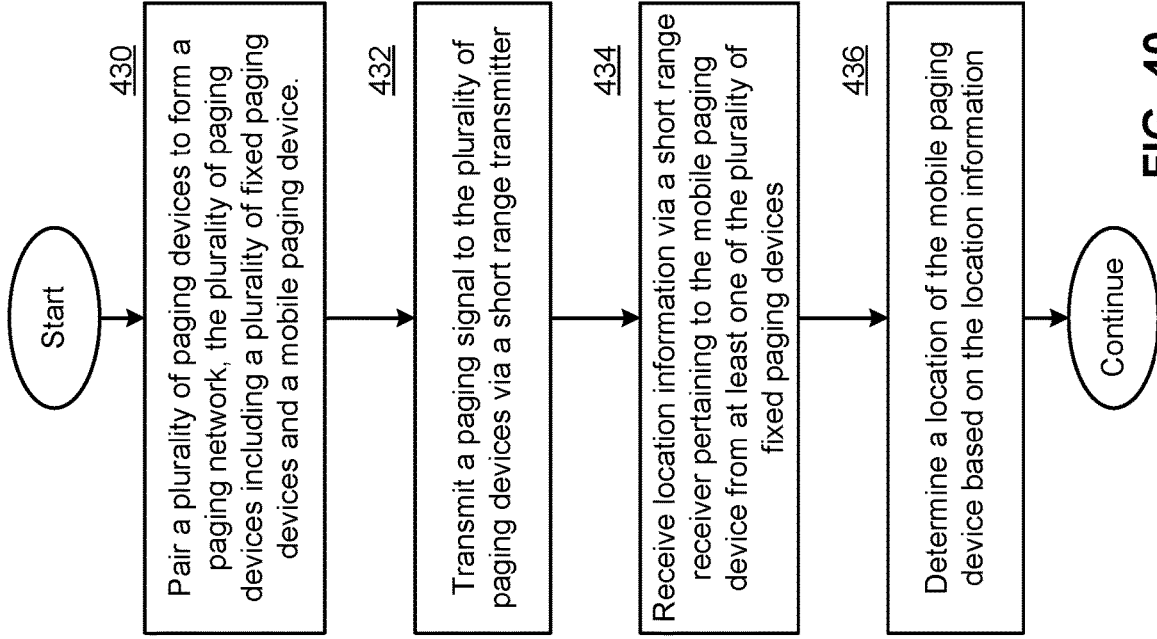 Start
430
Pair a plurality of paging devices to form a
paging network, the plurality of paging
devices including a plurality of fixed paging
devices and a mobile paging device.
432
Transmit a paging signal to the plurality of
paging devices via a short range transmitter
434
Receive location information via a short range
receiver pertaining to the mobile paging
device from at least one of the plurality of
fixed paging devices
436
Determine a location of the mobile paging
device based on the location information
Continue
FIG